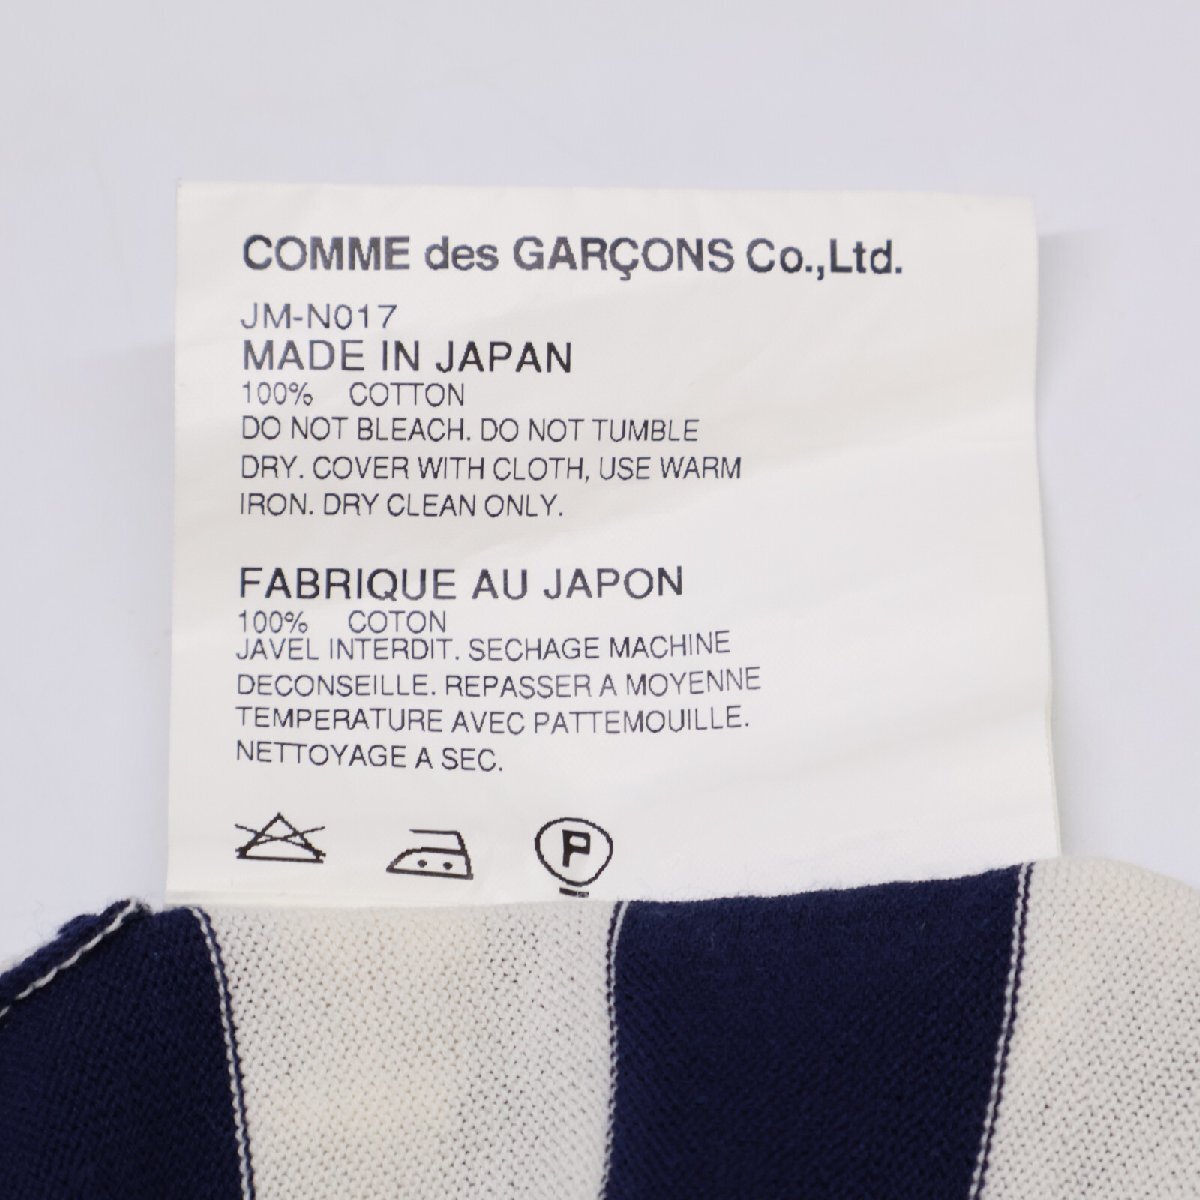 COMME des GARÇONS Co.,Ltd.
JM-N017
MADE IN JAPAN
100% COTTON
DO NOT BLEACH. DO NOT TUMBLE
DRY. COVER WITH CLOTH, USE WARM
IRON. DRY CLEAN ONLY.
FABRIQUE AU JAPON
100% COTON
JAVEL INTERDIT. SECHAGE MACHINE
DECONSEILLE. REPASSER A MOYENNE
TEMPERATURE AVEC PATTEMOUILLE.
NETTOYAGE A SEC.
P